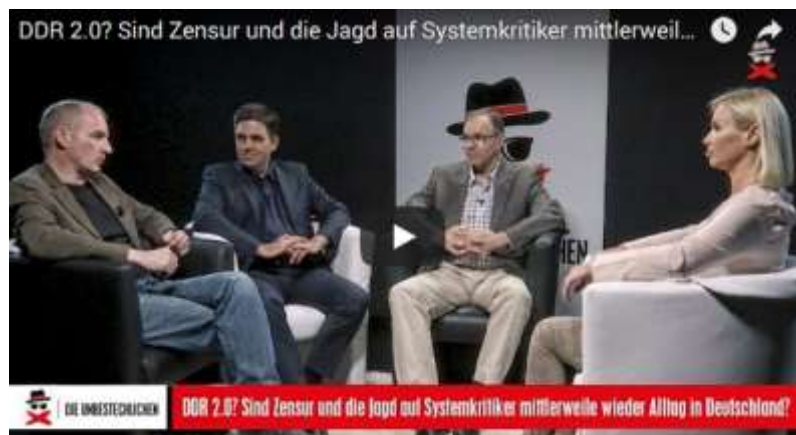 DDR 2.0? Sind Zensur und die Jagd auf Systemkritiker mittlerweil...
HEN
DIE UNBESTECHLICHEN
DDR 2.0? Sind Zensur und die Jagd auf Systemkritiker mittlerweile wieder Alltag in Deutschland?